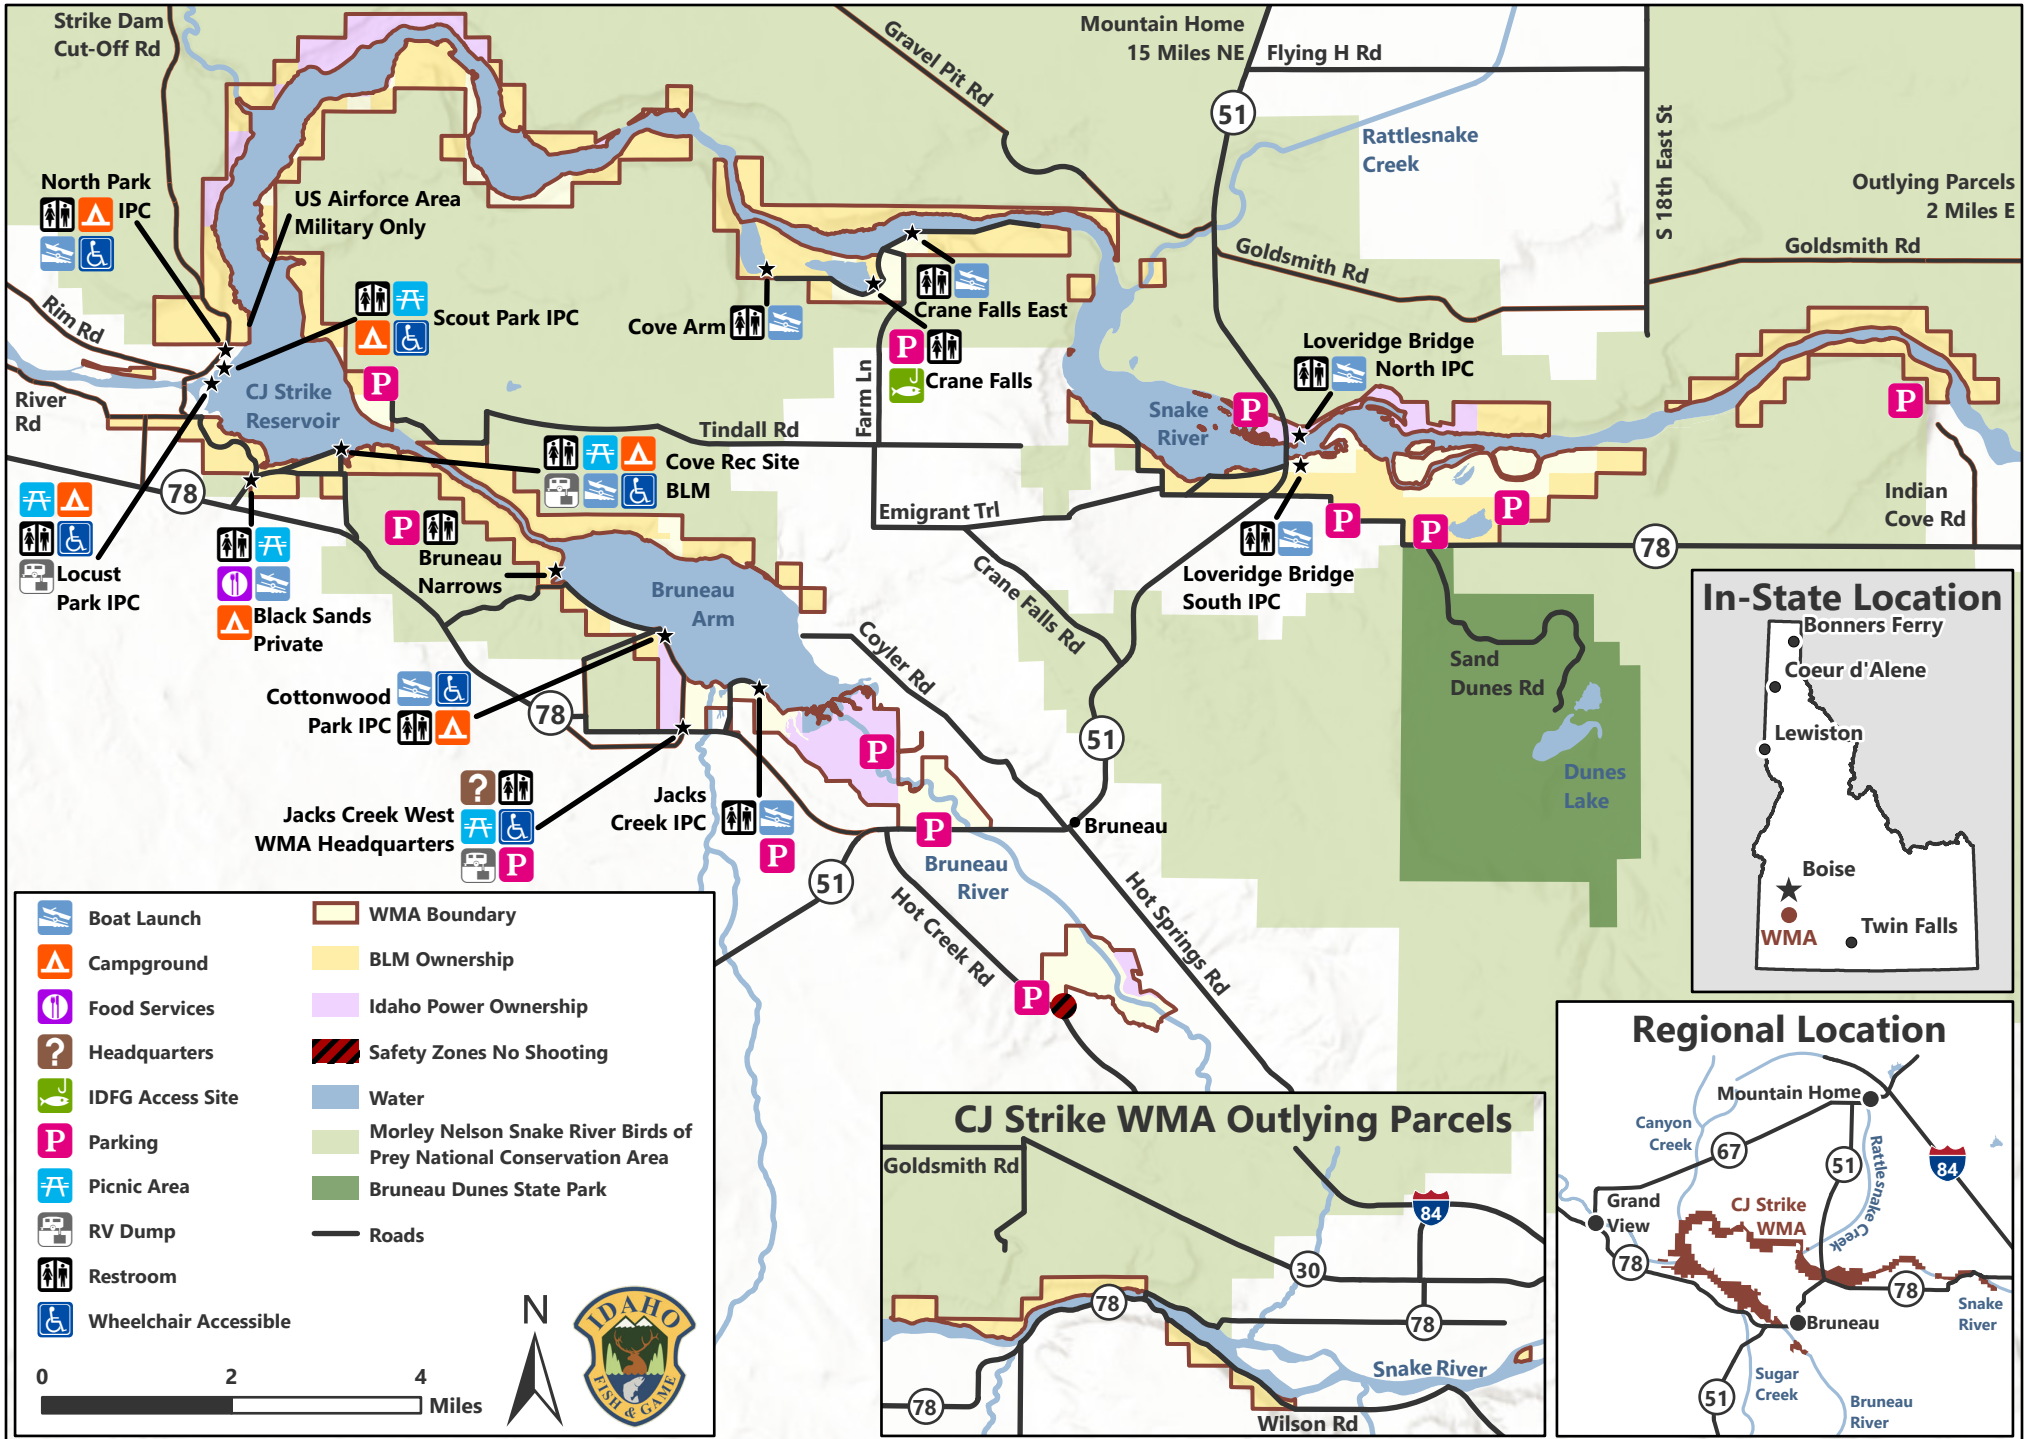 Strike Dam
Cut-Off Rd
Gravel Pit Rd
Mountain Home
15 Miles NE
Flying H Rd
51
Rattlesnake
Creek
S 18th East St
Outlying Parcels
2 Miles E
Goldsmith Rd
Goldsmith Rd
North Park
IPC
US Airforce Area
Military Only
Rim Rd
Scout Park IPC
Cove Arm
Crane Falls East
P
Crane Falls
Farm Ln
Loveridge Bridge
North IPC
P
P
River
Rd
CJ Strike
Reservoir
P
Tindall Rd
Snake
River
Cove Rec Site
BLM
78
Emigrant Trl
P
P
P
Indian
Cove Rd
78
Locust
Park IPC
Black Sands
Private
P
Bruneau
Narrows
Bruneau
Arm
Crane Falls Rd
Loveridge Bridge
South IPC
Coyler Rd
Sand
Dunes Rd
Cottonwood
Park IPC
78
51
Dunes
Lake
P
Jacks Creek West
WMA Headquarters
?
P
Jacks
Creek IPC
P
P
Bruneau
Bruneau
River
51
Hot Creek Rd
Hot Springs Rd
P
In-State Location
Bonners Ferry
Coeur d'Alene
Lewiston
Boise
WMA
Twin Falls
Boat Launch
Campground
Food Services
?
Headquarters
IDFG Access Site
P
Parking
Picnic Area
RV Dump
Restroom
Wheelchair Accessible
WMA Boundary
BLM Ownership
Idaho Power Ownership
Safety Zones No Shooting
Water
Morley Nelson Snake River Birds of
Prey National Conservation Area
Bruneau Dunes State Park
Roads
0
2
4
Miles
N
IDAHO
FISH & GAME
CJ Strike WMA Outlying Parcels
Goldsmith Rd
84
30
78
78
Snake River
78
Wilson Rd
Regional Location
Mountain Home
Canyon
Creek
67
51
Rattlesnake Creek
84
Grand
View
CJ Strike
WMA
78
78
Snake
River
Bruneau
Sugar
Creek
51
Bruneau
River